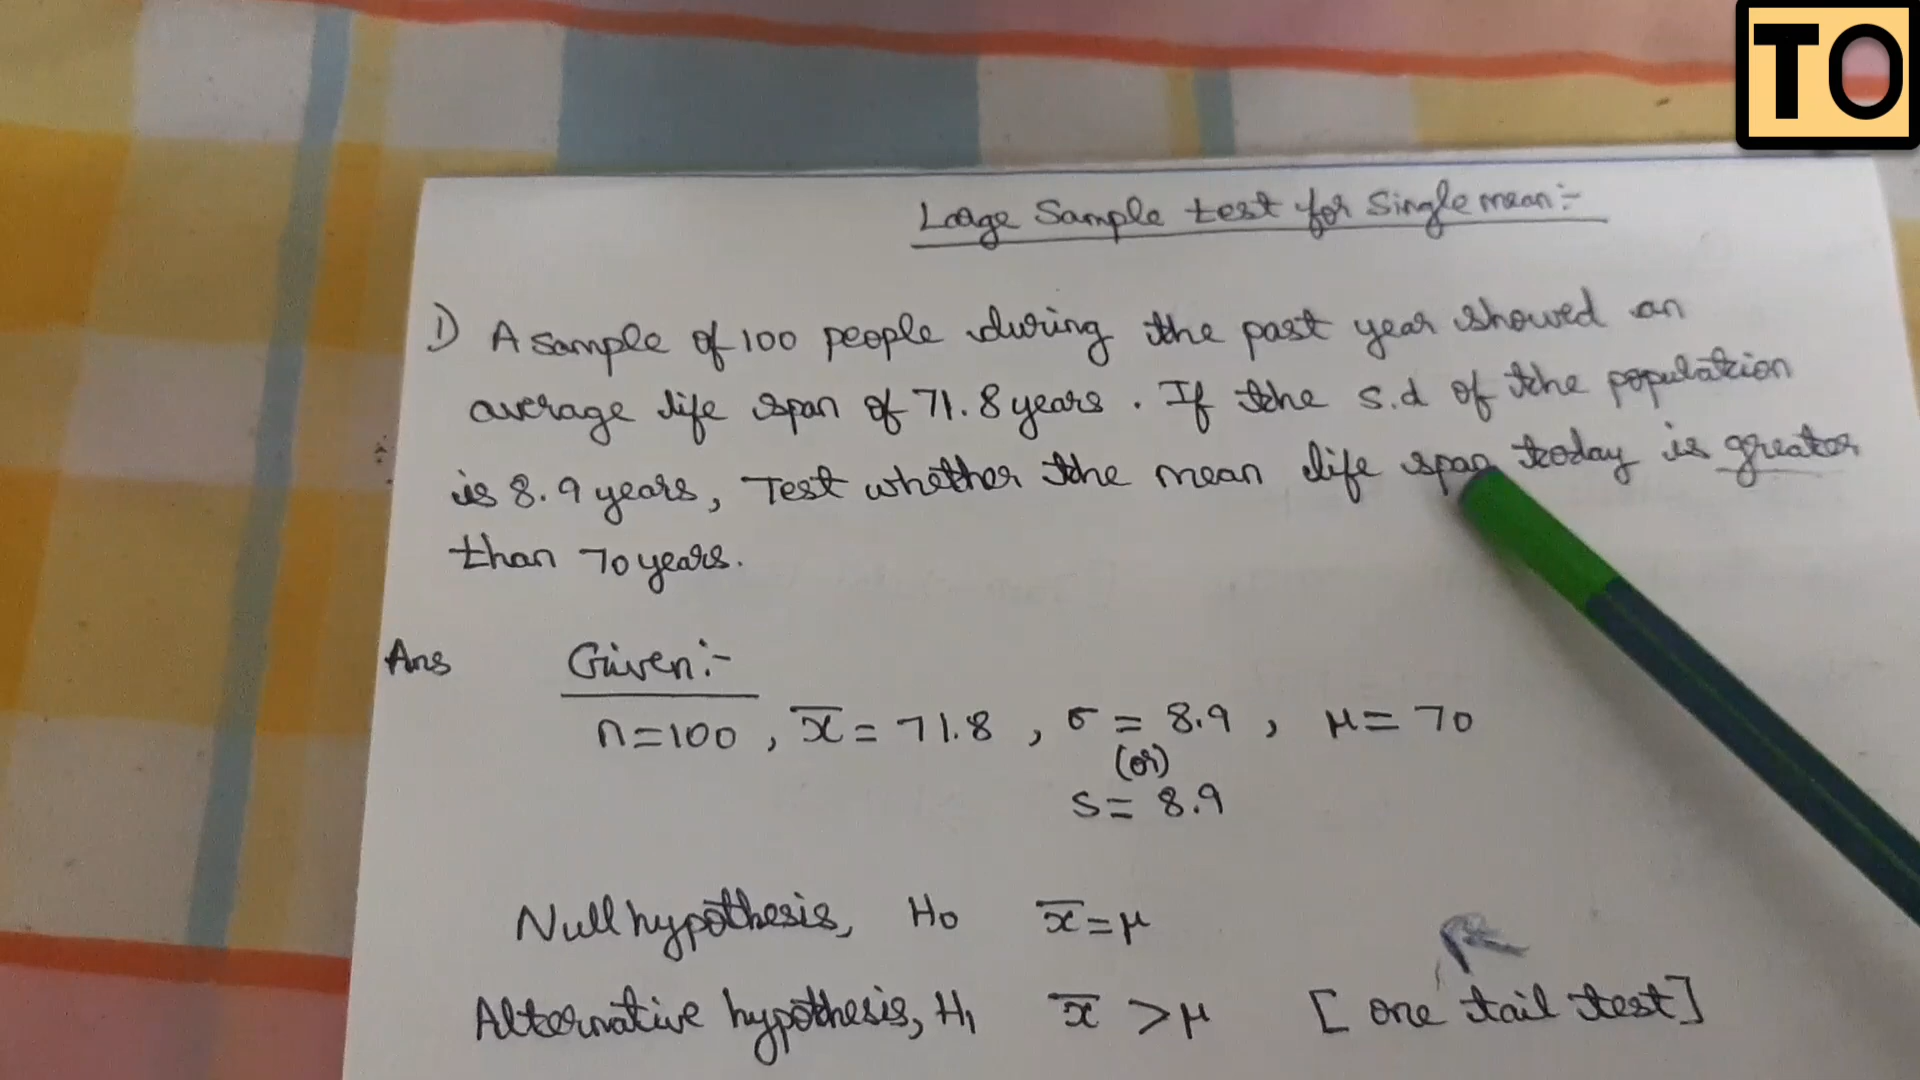 TO
Large Sample test for Single mean:-
1) A sample of 100 people during the past year showed an
average life span of 71.8 years. If the s.d of the population
is 8.9 years, Test whether the mean life span today is greater
than 70 years.
Ans Given:-
n=100, x̅ = 71.8, σ = 8.9, μ = 70
(or)
s = 8.9
Null hypothesis, H₀ x̅ = μ
Alternative hypothesis, H₁ x̅ > μ [one tail test]